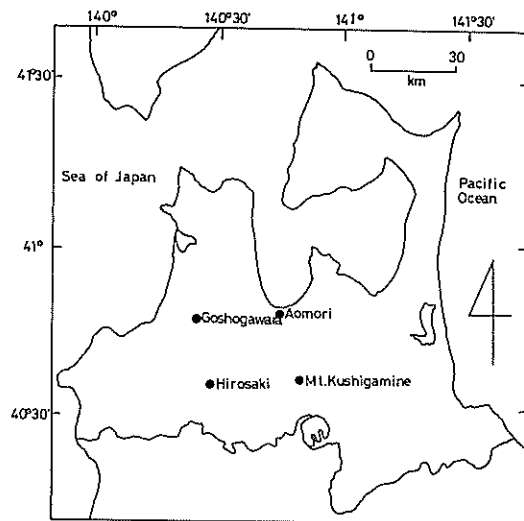 140° 140°30' 141° 141°30'
41°30'
0 30
km
Sea of Japan
Pacific
Ocean
41°
Aomori
Goshogawaia
Hirosaki
Mt.Kushigamine
40°30'